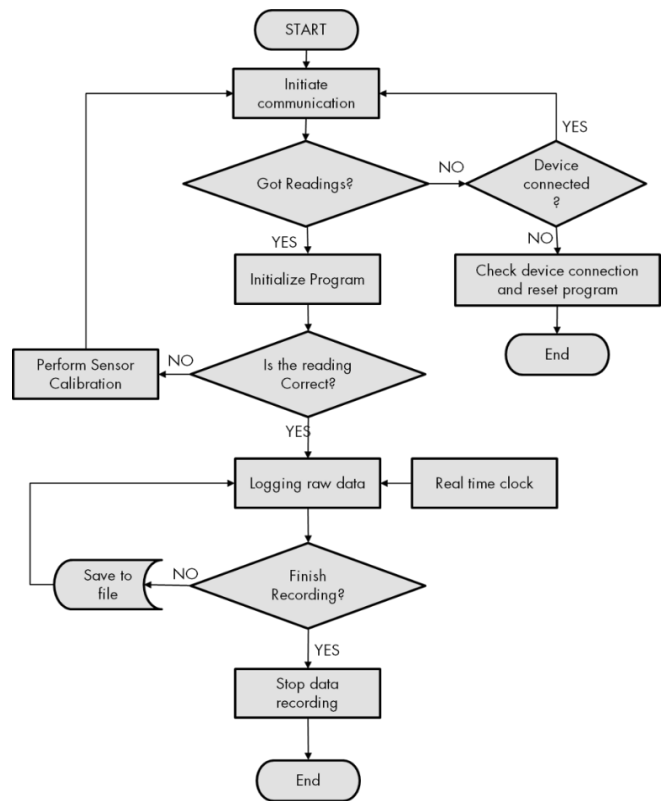 START
Initiate
communication
YES
Got Readings?
NO
Device
connected
?
YES
NO
Initialize Program
Check device connection
and reset program
Perform Sensor
Calibration
NO
Is the reading
Correct?
End
YES
Logging raw data
Real time clock
Save to
file
NO
Finish
Recording?
YES
Stop data
recording
End